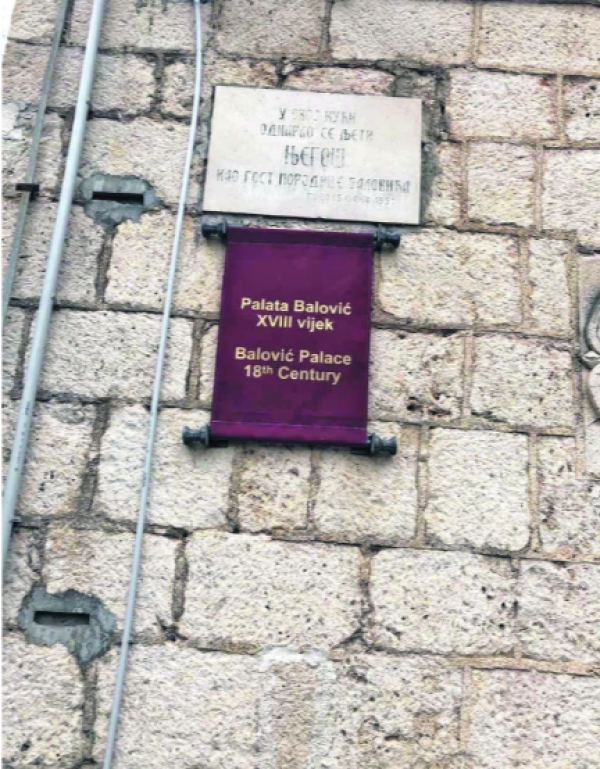 У ОВОЈ КУЋИ
ОДМАРАО СЕ ЉЕТИ
ЊЕГОШ
КАО ГОСТ ПОРОДИЦЕ БАЛОВИЋА
Palata Balović
XVIII vijek
Balović Palace
18th Century